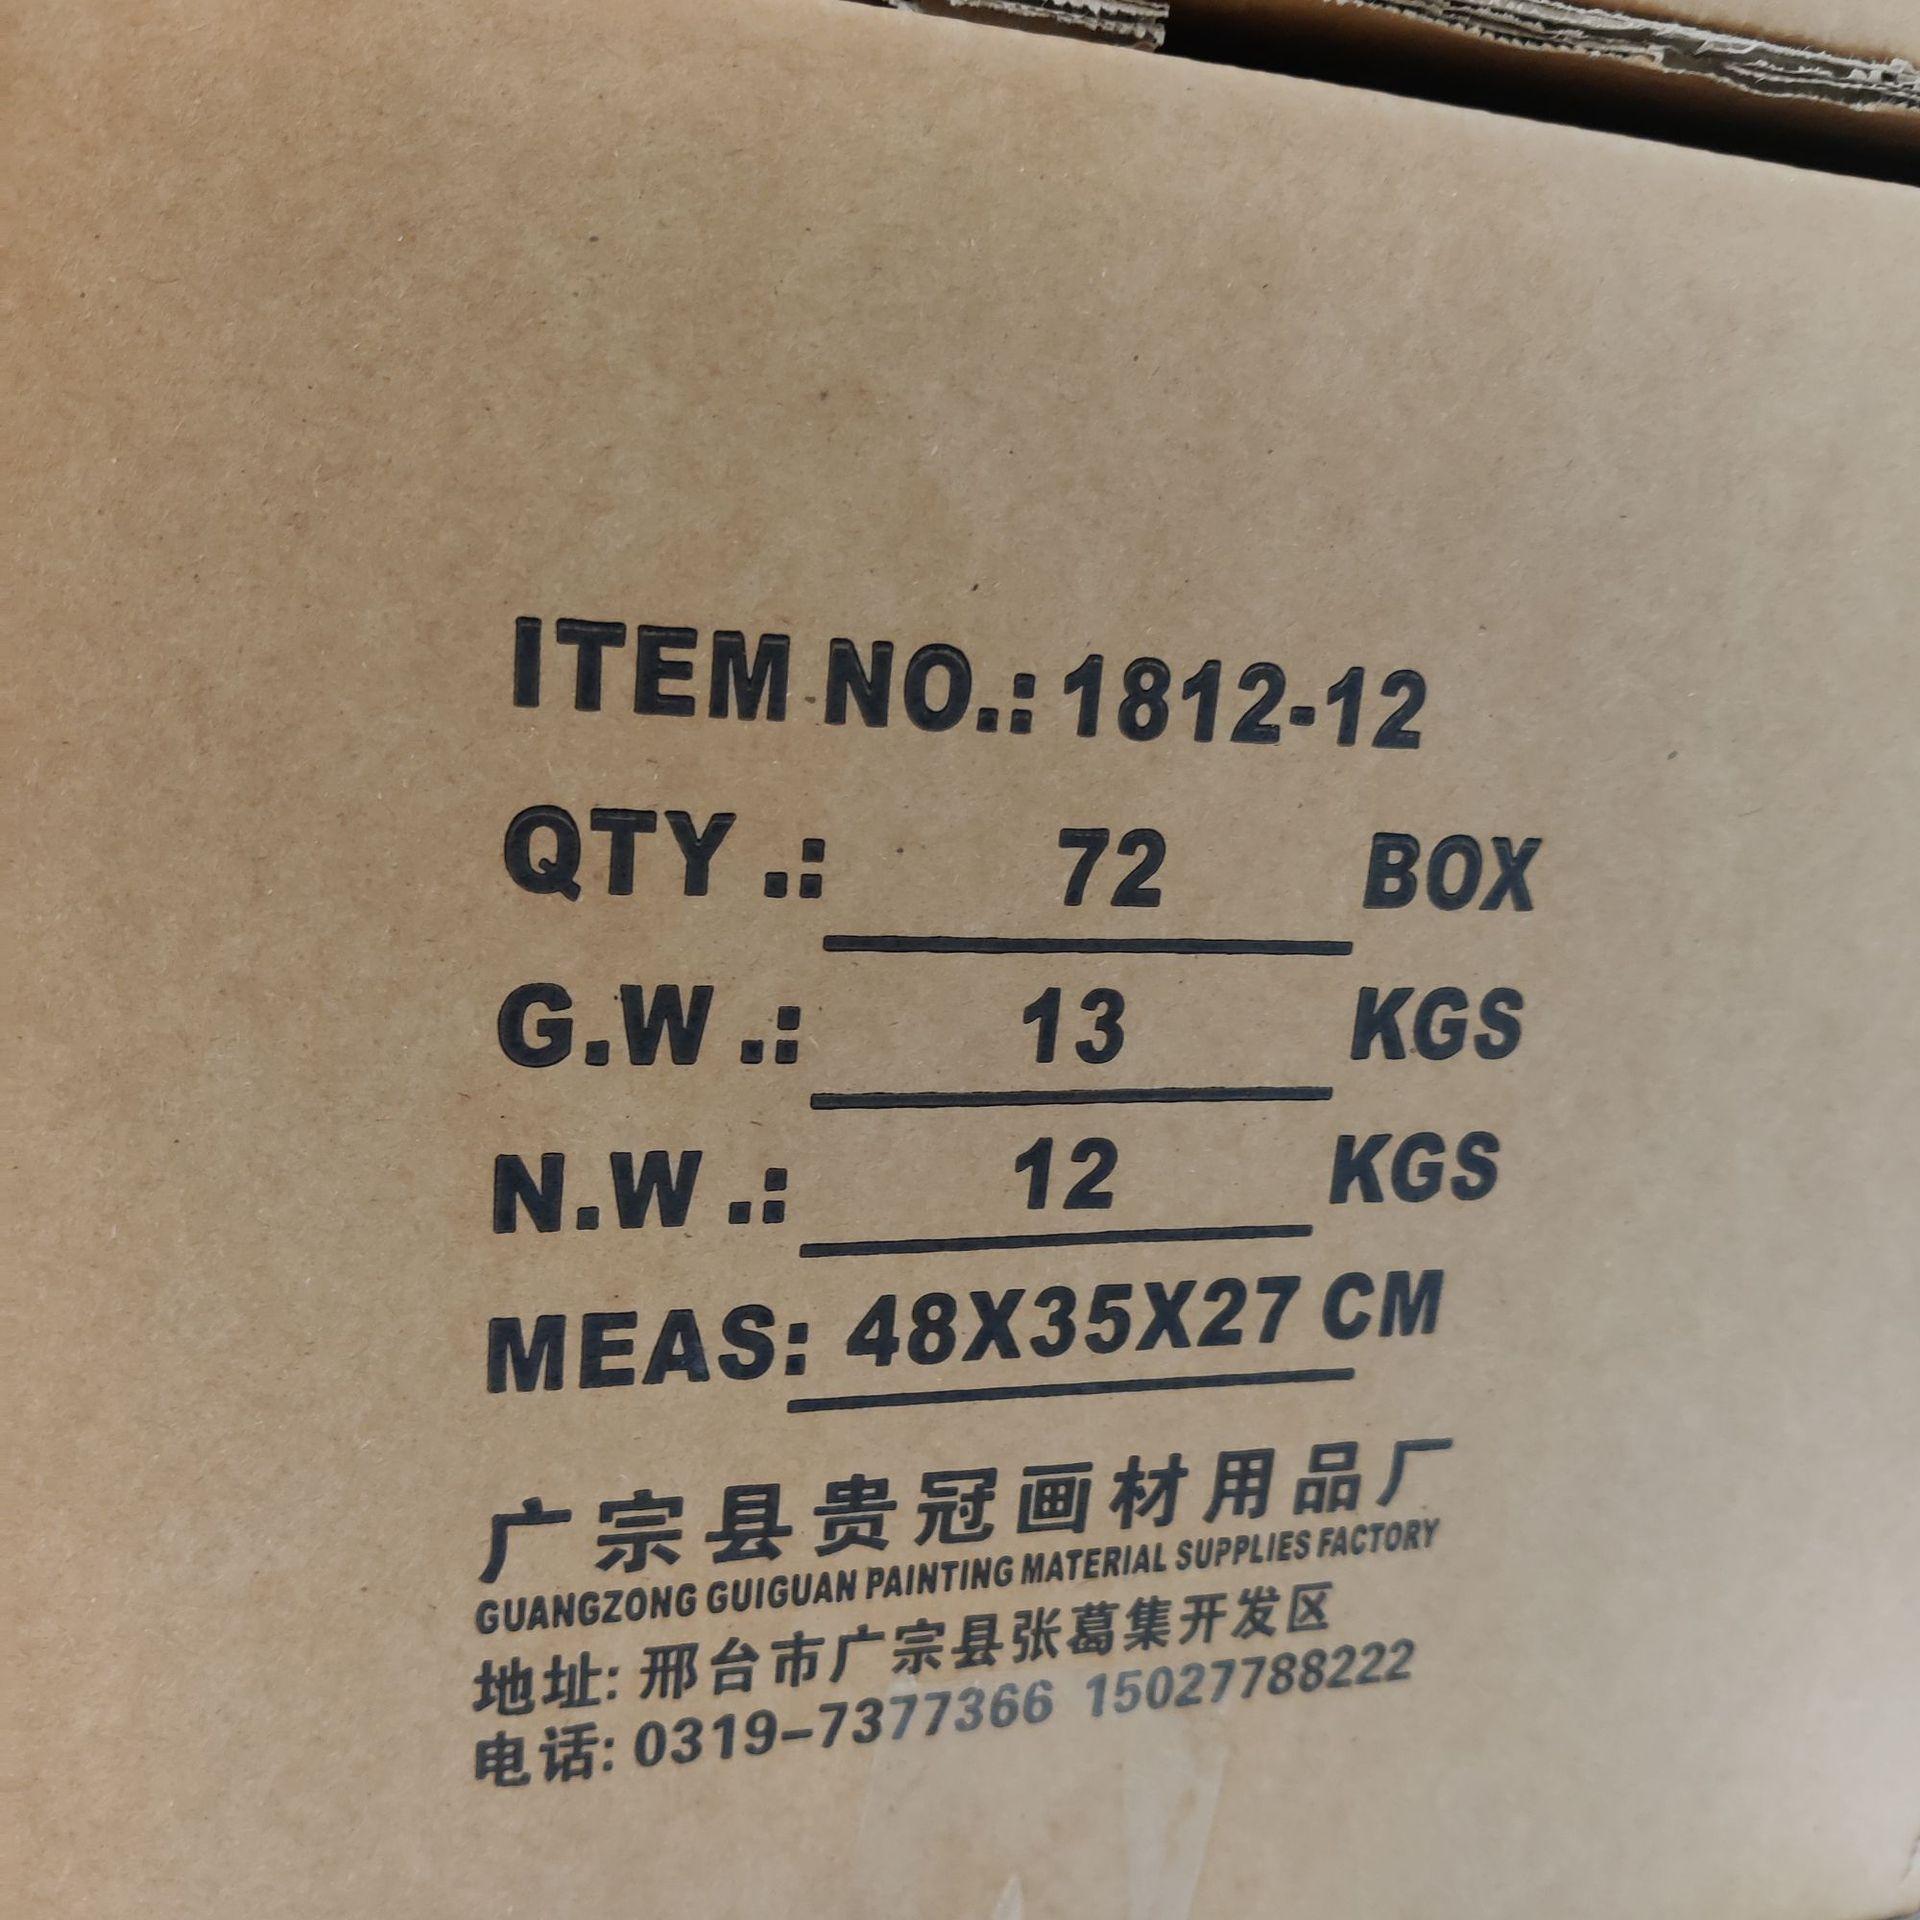 ITEM NO.: 1812-12
QTY .: 72 BOX
G.W .: 13 KGS
N.W .: 12 KGS
MEAS: 48X35X27 CM
广宗县贵冠画材用品厂
GUANGZONG GUIGUAN PAINTING MATERIAL SUPPLIES FACTORY
地址: 邢台市广宗县张葛集开发区
电话: 0319-7377366 15027788222